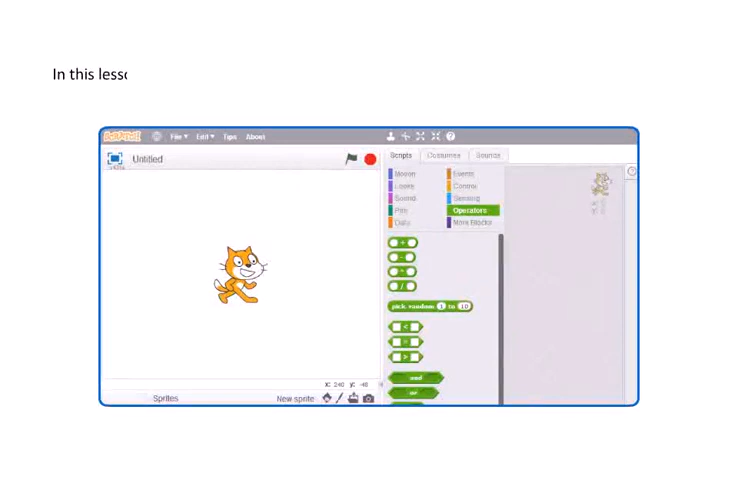 In this less
SCRATCH
File Edit Tips About
Untitled
Scripts Costumes Sounds
Motion Events
Looks Control
Sound Sensing
Pen Operators
Data More Blocks
+
-
*
/
pick random 1 to 10
<
=
>
and
or
x: 240 y: -46
Sprites New sprite